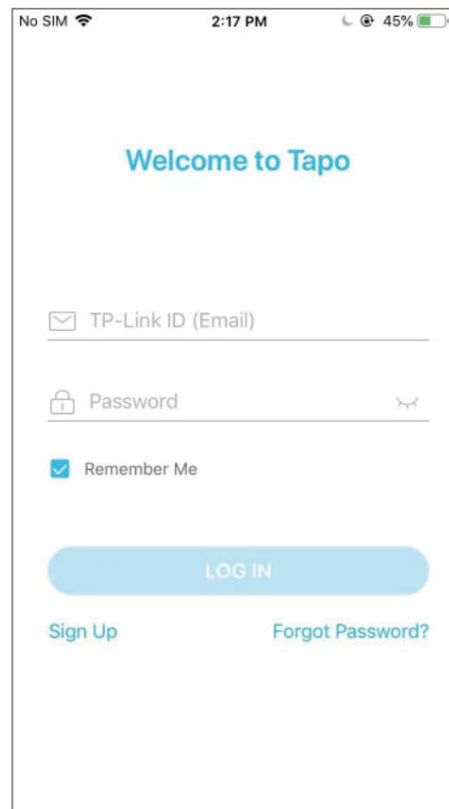 No SIM 2:17 PM 45%
Welcome to Tapo
TP-Link ID (Email)
Password
Remember Me
LOG IN
Sign Up Forgot Password?